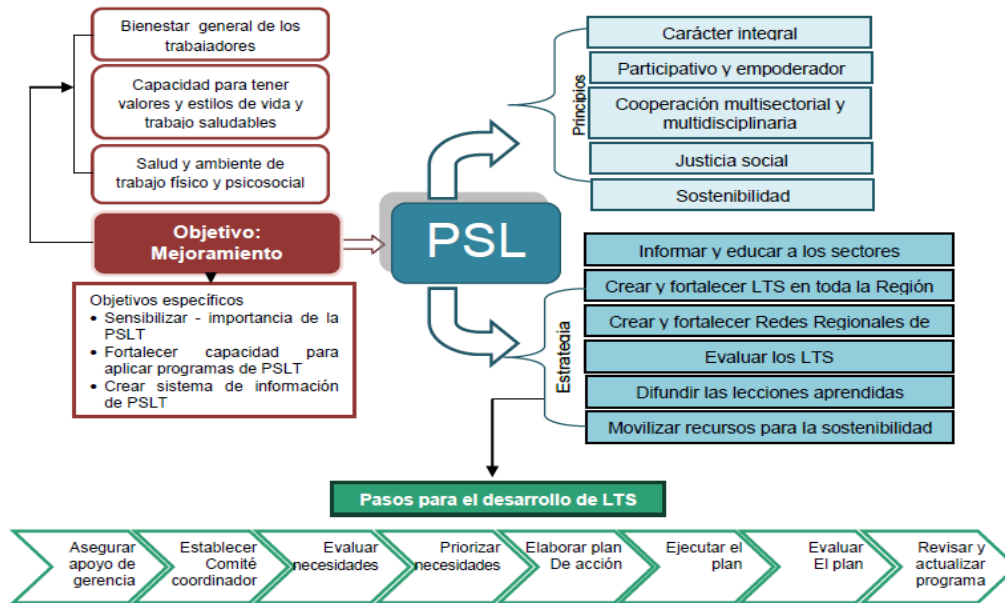 Bienestar general de los
trabaiadores
Capacidad para tener
valores y estilos de vida y
trabajo saludables
Salud y ambiente de
trabajo físico y psicosocial
Objetivo:
Mejoramiento
Objetivos específicos
• Sensibilizar - importancia de la
PSLT
• Fortalecer capacidad para
aplicar programas de PSLT
• Crear sistema de información
de PSLT
PSL
Principios
Carácter integral
Participativo y empoderador
Cooperación multisectorial y
multidisciplinaria
Justicia social
Sostenibilidad
Estrategia
Informar y educar a los sectores
Crear y fortalecer LTS en toda la Región
Crear y fortalecer Redes Regionales de
Evaluar los LTS
Difundir las lecciones aprendidas
Movilizar recursos para la sostenibilidad
Pasos para el desarrollo de LTS
Asegurar
apoyo de
gerencia
Establecer
Comité
coordinador
Evaluar
necesidades
Priorizar
necesidades
Elaborar plan
De acción
Ejecutar el
plan
Evaluar
El plan
Revisar y
actualizar
programa